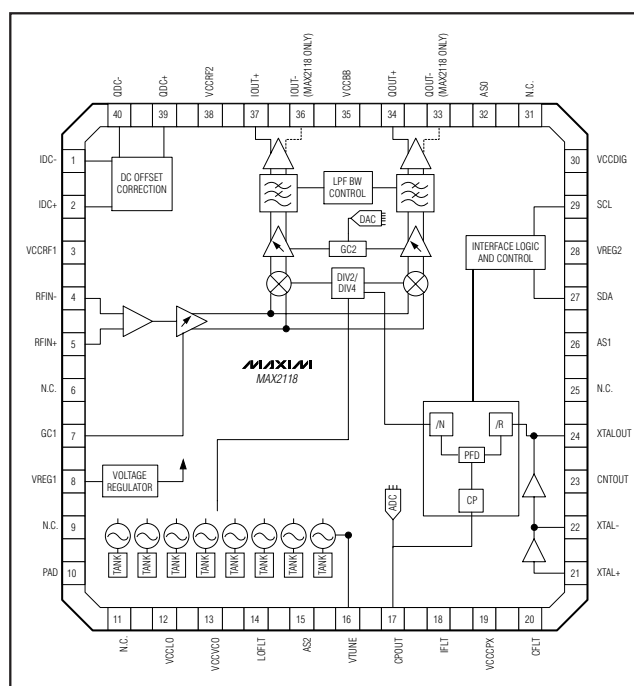 QDC-
QDC+
VCCRF2
IOUT+
IOUT-
(MAX2118 ONLY)
VCCBB
QOUT+
QOUT-
(MAX2118 ONLY)
AS0
N.C.
40
39
38
37
36
35
34
33
32
31
IDC-
1
IDC+
2
VCCRF1
3
RFIN-
4
RFIN+
5
N.C.
6
GC1
7
VREG1
8
N.C.
9
PAD
10
DC OFFSET
CORRECTION
LPF BW
CONTROL
DAC
GC2
DIV2/
DIV4
INTERFACE LOGIC
AND CONTROL
MAXIM
MAX2118
/N
/R
PFD
CP
ADC
VOLTAGE
REGULATOR
TANK
TANK
TANK
TANK
TANK
TANK
TANK
TANK
30
VCCDIG
29
SCL
28
VREG2
27
SDA
26
AS1
25
N.C.
24
XTALOUT
23
CNTOUT
22
XTAL-
21
XTAL+
11
12
13
14
15
16
17
18
19
20
N.C.
VCCLO
VCCVCO
LOFLT
AS2
VTUNE
CPOUT
IFLT
VCCCPX
CFLT